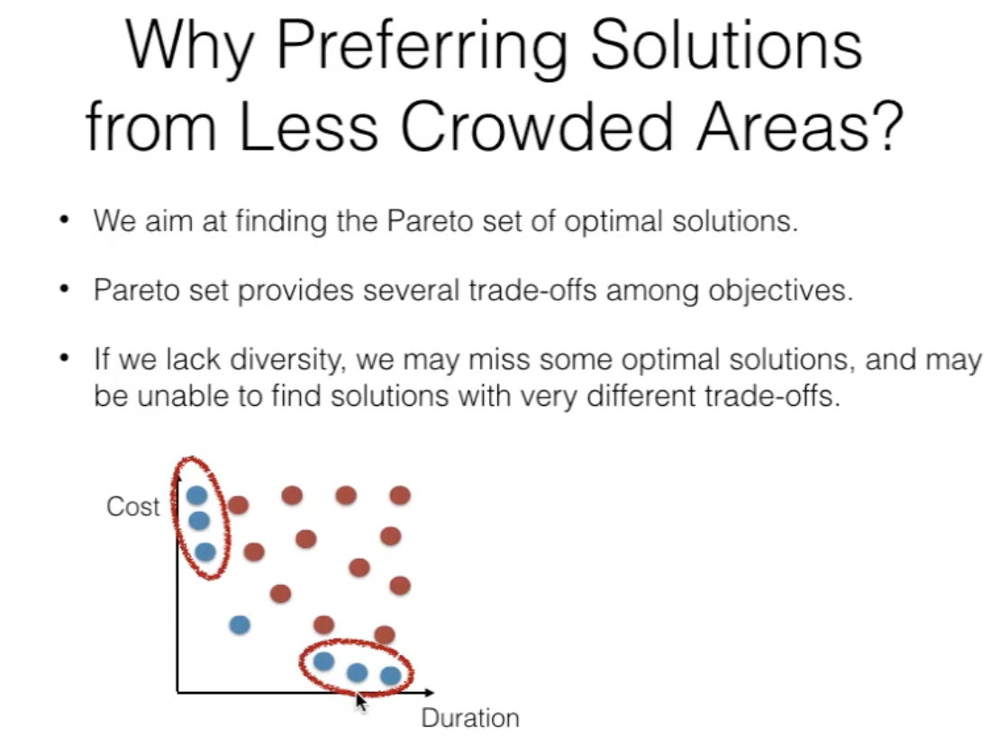 Why Preferring Solutions
from Less Crowded Areas?
• We aim at finding the Pareto set of optimal solutions.
• Pareto set provides several trade-offs among objectives.
• If we lack diversity, we may miss some optimal solutions, and may
be unable to find solutions with very different trade-offs.
Cost
Duration